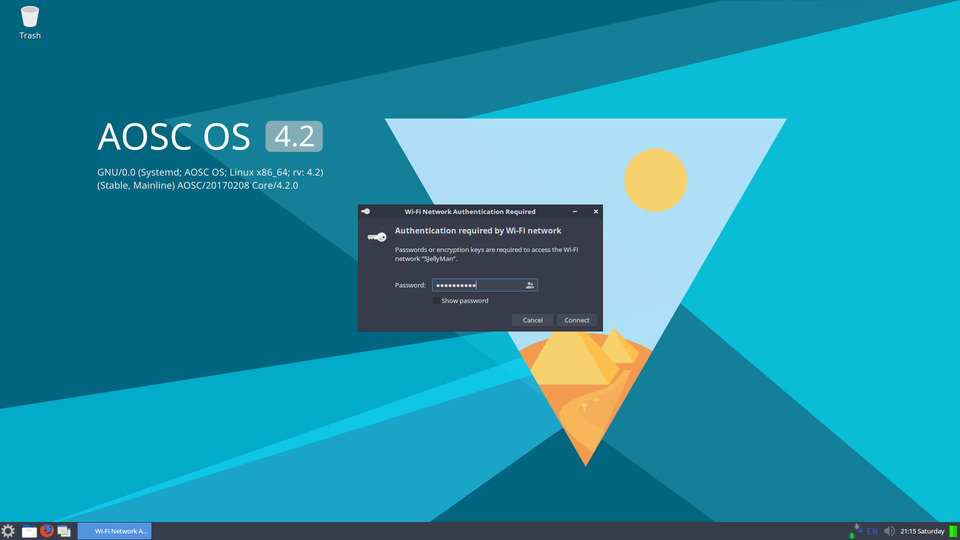 Trash
AOSC OS 4.2
GNU/0.0 (Systemd; AOSC OS; Linux x86_64; rv: 4.2)
(Stable, Mainline) AOSC/20170208 Core/4.2.0
Wi-Fi Network Authentication Required
Authentication required by Wi-Fi network
Passwords or encryption keys are required to access the Wi-Fi
network “5JellyMan”.
Password: ●●●●●●●●●●
Show password
Cancel Connect
Wi-Fi Network A...
EN
21:15 Saturday